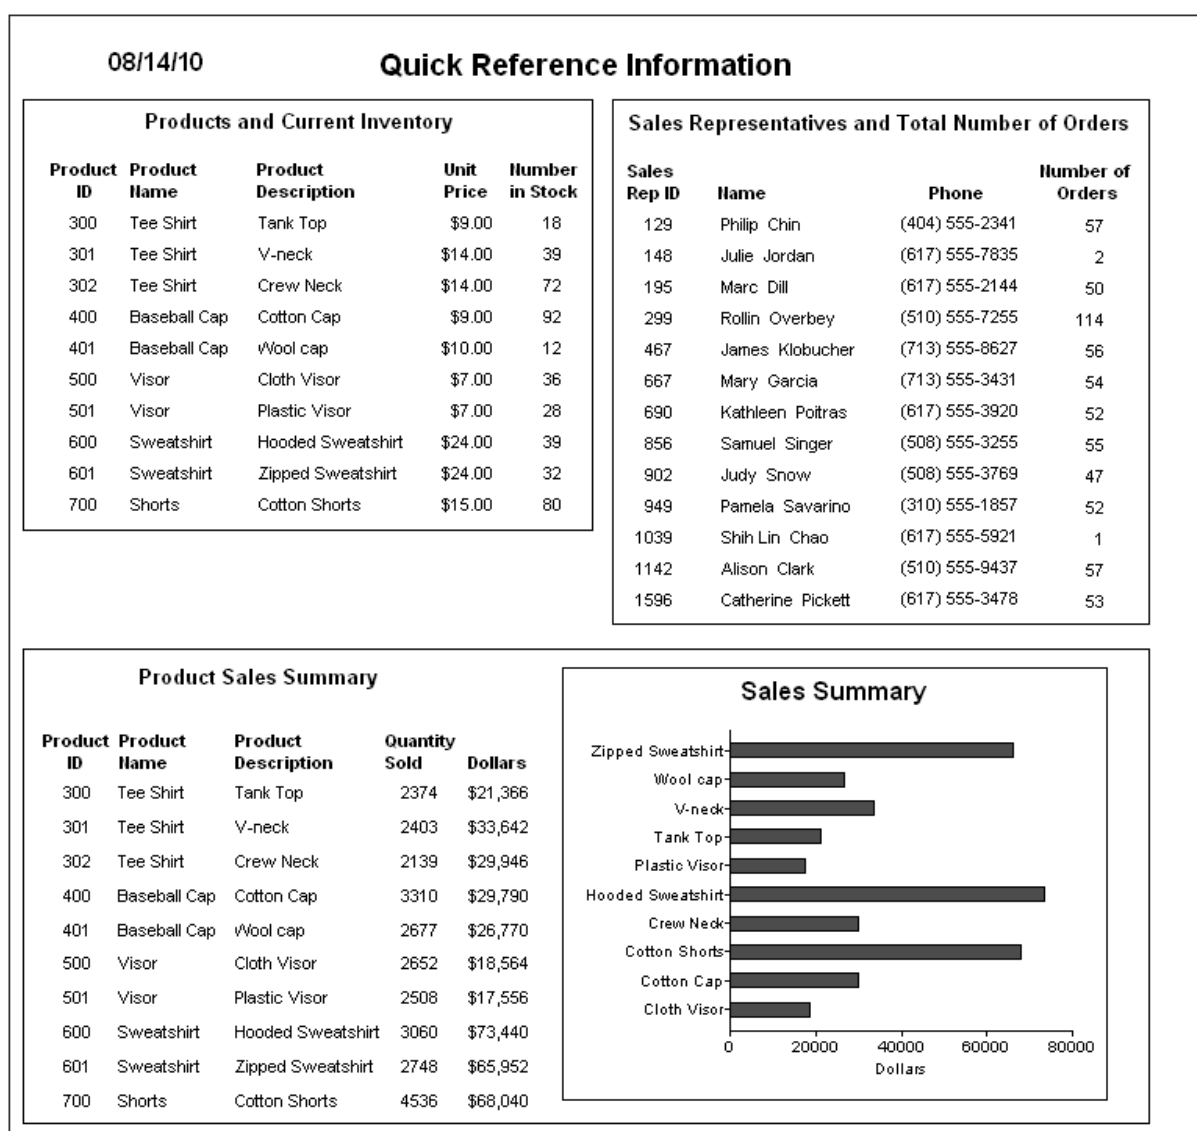 08/14/10 Quick Reference Information
Products and Current Inventory
Product Product Product Unit Number
ID Name Description Price in Stock
300 Tee Shirt Tank Top $9.00 18
301 Tee Shirt V-neck $14.00 39
302 Tee Shirt Crew Neck $14.00 72
400 Baseball Cap Cotton Cap $9.00 92
401 Baseball Cap Wool cap $10.00 12
500 Visor Cloth Visor $7.00 36
501 Visor Plastic Visor $7.00 28
600 Sweatshirt Hooded Sweatshirt $24.00 39
601 Sweatshirt Zipped Sweatshirt $24.00 32
700 Shorts Cotton Shorts $15.00 80
Sales Representatives and Total Number of Orders
Sales Number of
Rep ID Name Phone Orders
129 Philip Chin (404) 555-2341 57
148 Julie Jordan (617) 555-7835 2
195 Marc Dill (617) 555-2144 50
299 Rollin Overbey (510) 555-7255 114
467 James Klobucher (713) 555-8627 56
667 Mary Garcia (713) 555-3431 54
690 Kathleen Poitras (617) 555-3920 52
856 Samuel Singer (508) 555-3255 55
902 Judy Snow (508) 555-3769 47
949 Pamela Savarino (310) 555-1857 52
1039 Shih Lin Chao (617) 555-5921 1
1142 Alison Clark (510) 555-9437 57
1596 Catherine Pickett (617) 555-3478 53
Product Sales Summary
Product Product Product Quantity
ID Name Description Sold Dollars
300 Tee Shirt Tank Top 2374 $21,366
301 Tee Shirt V-neck 2403 $33,642
302 Tee Shirt Crew Neck 2139 $29,946
400 Baseball Cap Cotton Cap 3310 $29,790
401 Baseball Cap Wool cap 2677 $26,770
500 Visor Cloth Visor 2652 $18,564
501 Visor Plastic Visor 2508 $17,556
600 Sweatshirt Hooded Sweatshirt 3060 $73,440
601 Sweatshirt Zipped Sweatshirt 2748 $65,952
700 Shorts Cotton Shorts 4536 $68,040
Sales Summary
Zipped Sweatshirt
Wool cap
V-neck
Tank Top
Plastic Visor
Hooded Sweatshirt
Crew Neck
Cotton Shorts
Cotton Cap
Cloth Visor
0 20000 40000 60000 80000
Dollars